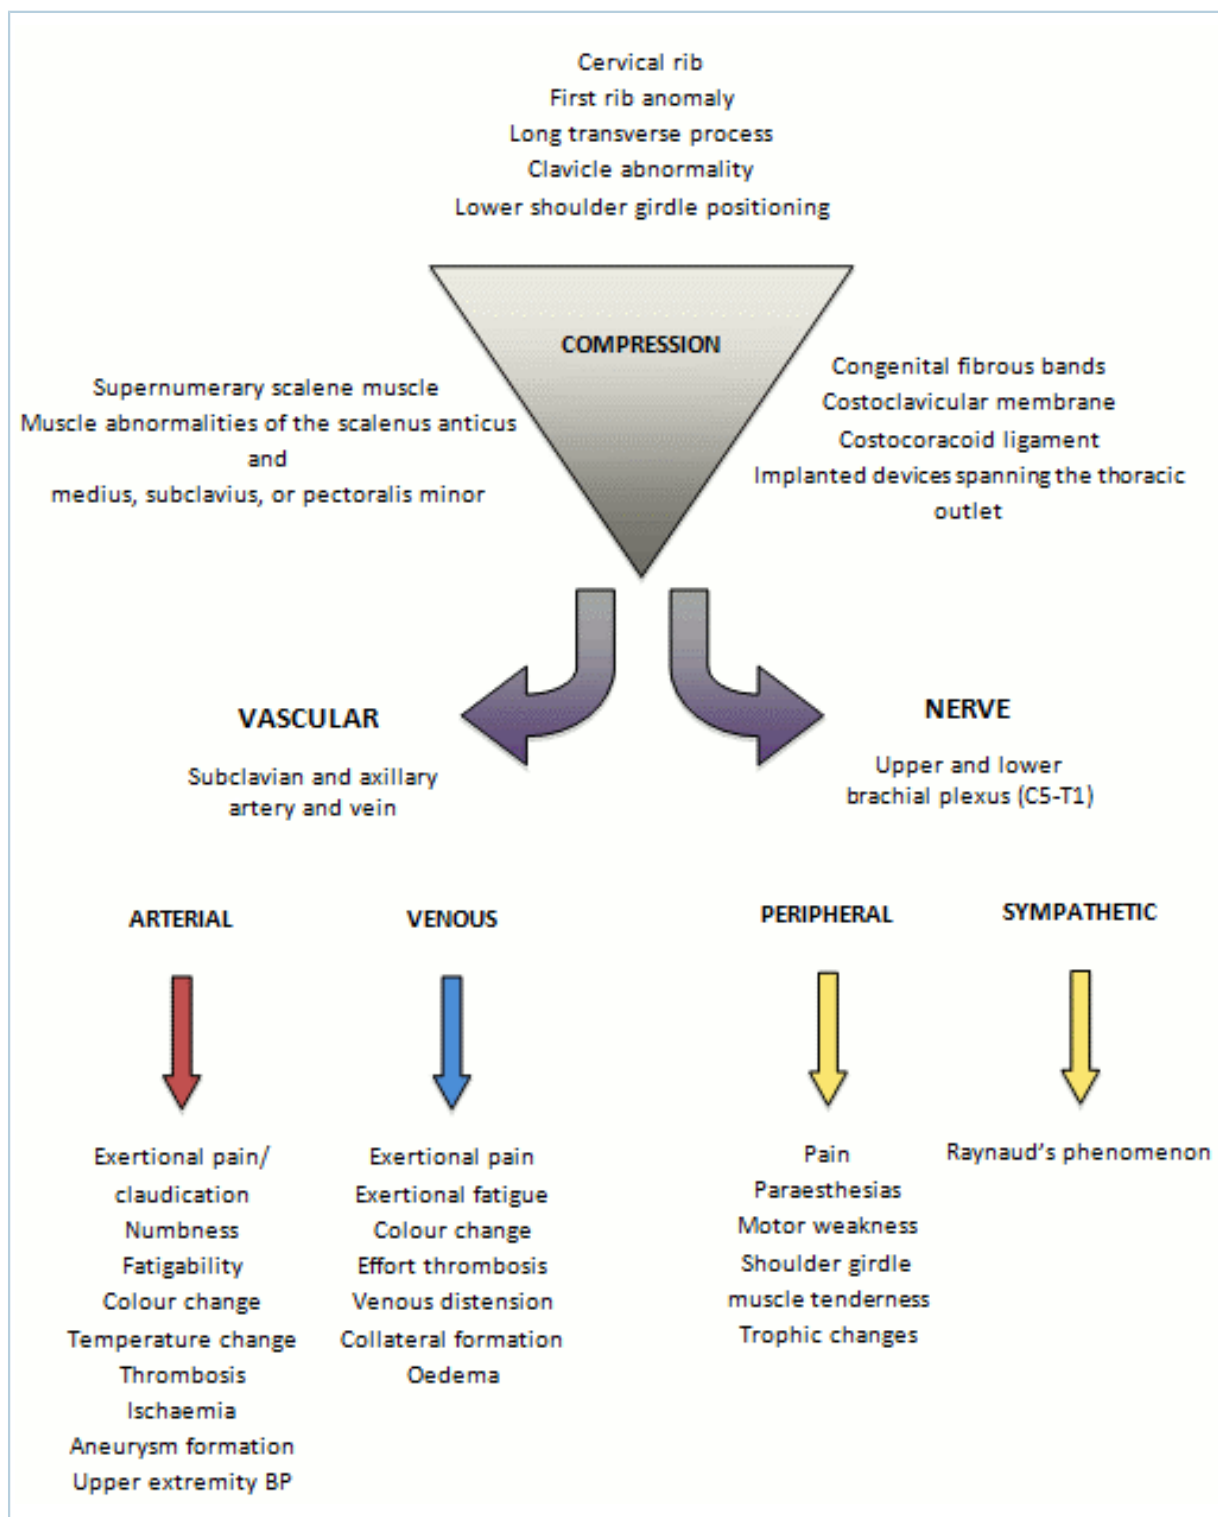 Cervical rib
First rib anomaly
Long transverse process
Clavicle abnormality
Lower shoulder girdle positioning
COMPRESSION
Supernumerary scalene muscle
Muscle abnormalities of the scalenus anticus
and
medius, subclavius, or pectoralis minor
Congenital fibrous bands
Costoclavicular membrane
Costocoracoid ligament
Implanted devices spanning the thoracic
outlet
VASCULAR
Subclavian and axillary
artery and vein
NERVE
Upper and lower
brachial plexus (C5-T1)
ARTERIAL
Exertional pain/
claudication
Numbness
Fatigability
Colour change
Temperature change
Thrombosis
Ischaemia
Aneurysm formation
Upper extremity BP
VENOUS
Exertional pain
Exertional fatigue
Colour change
Effort thrombosis
Venous distension
Collateral formation
Oedema
PERIPHERAL
Pain
Paraesthesias
Motor weakness
Shoulder girdle
muscle tenderness
Trophic changes
SYMPATHETIC
Raynaud's phenomenon